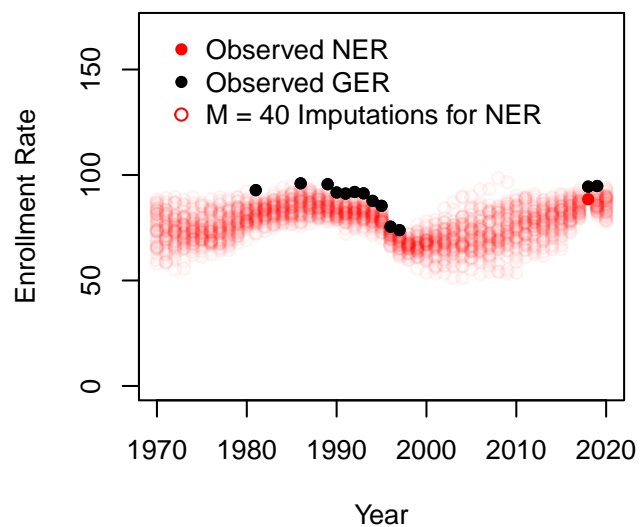 Observed NER
Observed GER
M = 40 Imputations for NER
Enrollment Rate
150
100
50
0
1970 1980 1990 2000 2010 2020
Year